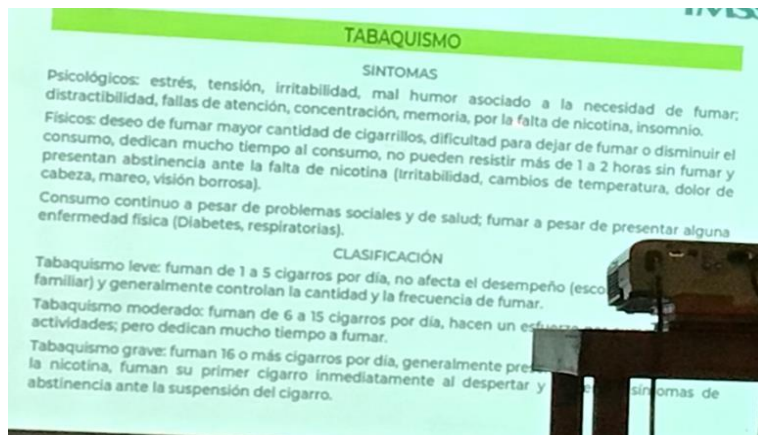 TABAQUISMO
SINTOMAS
Psicológicos: estrés, tensión, irritabilidad, mal humor asociado a la necesidad de fumar;
distractibilidad, fallas de atención, concentración, memoria, por la falta de nicotina, insomnio.
Físicos: deseo de fumar mayor cantidad de cigarrillos, dificultad para dejar de fumar o disminuir el
consumo, dedican mucho tiempo al consumo, no pueden resistir más de 1 a 2 horas sin fumar y
presentan abstinencia ante la falta de nicotina (Irritabilidad, cambios de temperatura, dolor de
cabeza, mareo, visión borrosa).
Consumo continuo a pesar de problemas sociales y de salud; fumar a pesar de presentar alguna
enfermedad física (Diabetes, respiratorias).
CLASIFICACIÓN
Tabaquismo leve: fuman de 1 a 5 cigarros por día, no afecta el desempeño
familiar) y generalmente controlan la cantidad y la frecuencia de fumar.
Tabaquismo moderado: fuman de 6 a 15 cigarros por día, hacen un
actividades; pero dedican mucho tiempo a fumar.
Tabaquismo grave: fuman 16 o más cigarros por día, generalmente
la nicotina, fuman su primer cigarro inmediatamente al despertar y síntomas de
abstinencia ante la suspensión del cigarro.